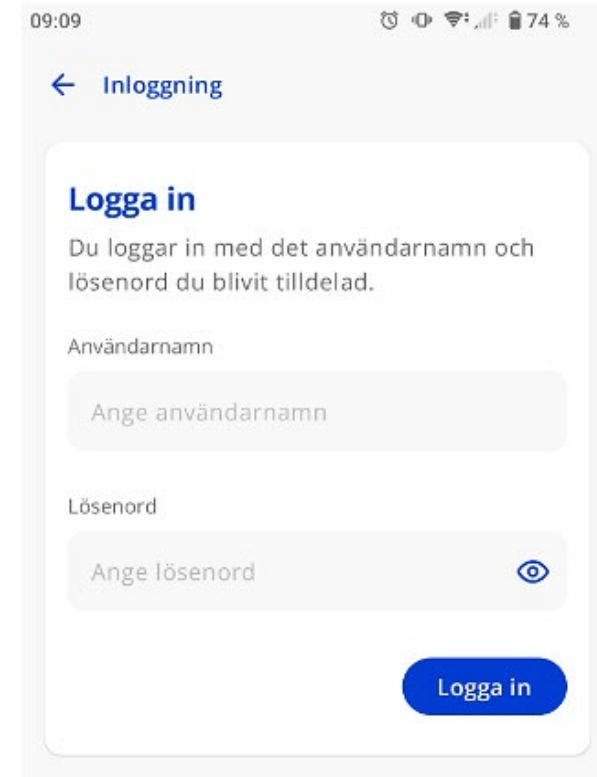 09:09 74 %
Inloggning
Logga in
Du loggar in med det användarnamn och
lösenord du blivit tilldelad.
Användarnamn
Ange användarnamn
Lösenord
Ange lösenord
Logga in